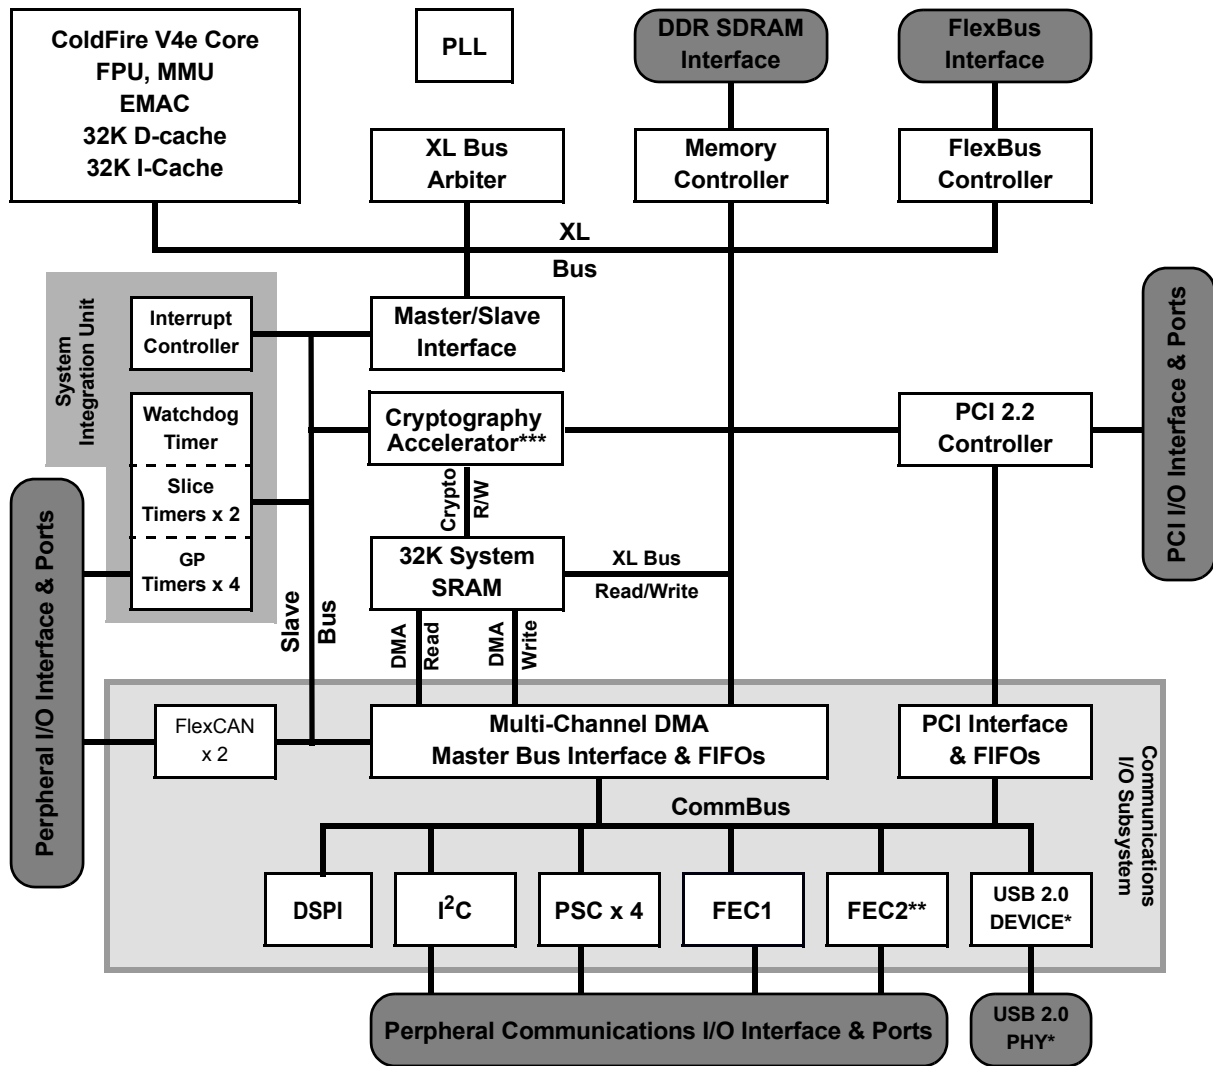 ColdFire V4e Core
FPU, MMU
EMAC
32K D-cache
32K I-Cache
PLL
DDR SDRAM
Interface
FlexBus
Interface
XL Bus
Arbiter
Memory
Controller
FlexBus
Controller
XL
Bus
System
Integration Unit
Interrupt
Controller
Master/Slave
Interface
PCI I/O Interface & Ports
Watchdog
Timer
Slice
Timers x 2
GP
Timers x 4
Cryptography
Accelerator***
PCI 2.2
Controller
Crypto
R/W
Perpheral I/O Interface & Ports
32K System
SRAM
XL Bus
Read/Write
Slave
Bus
DMA
Read
DMA
Write
FlexCAN
x 2
Multi-Channel DMA
Master Bus Interface & FIFOs
PCI Interface
& FIFOs
Communications
I/O Subsystem
CommBus
DSPI
I²C
PSC x 4
FEC1
FEC2**
USB 2.0
DEVICE*
Perpheral Communications I/O Interface & Ports
USB 2.0
PHY*